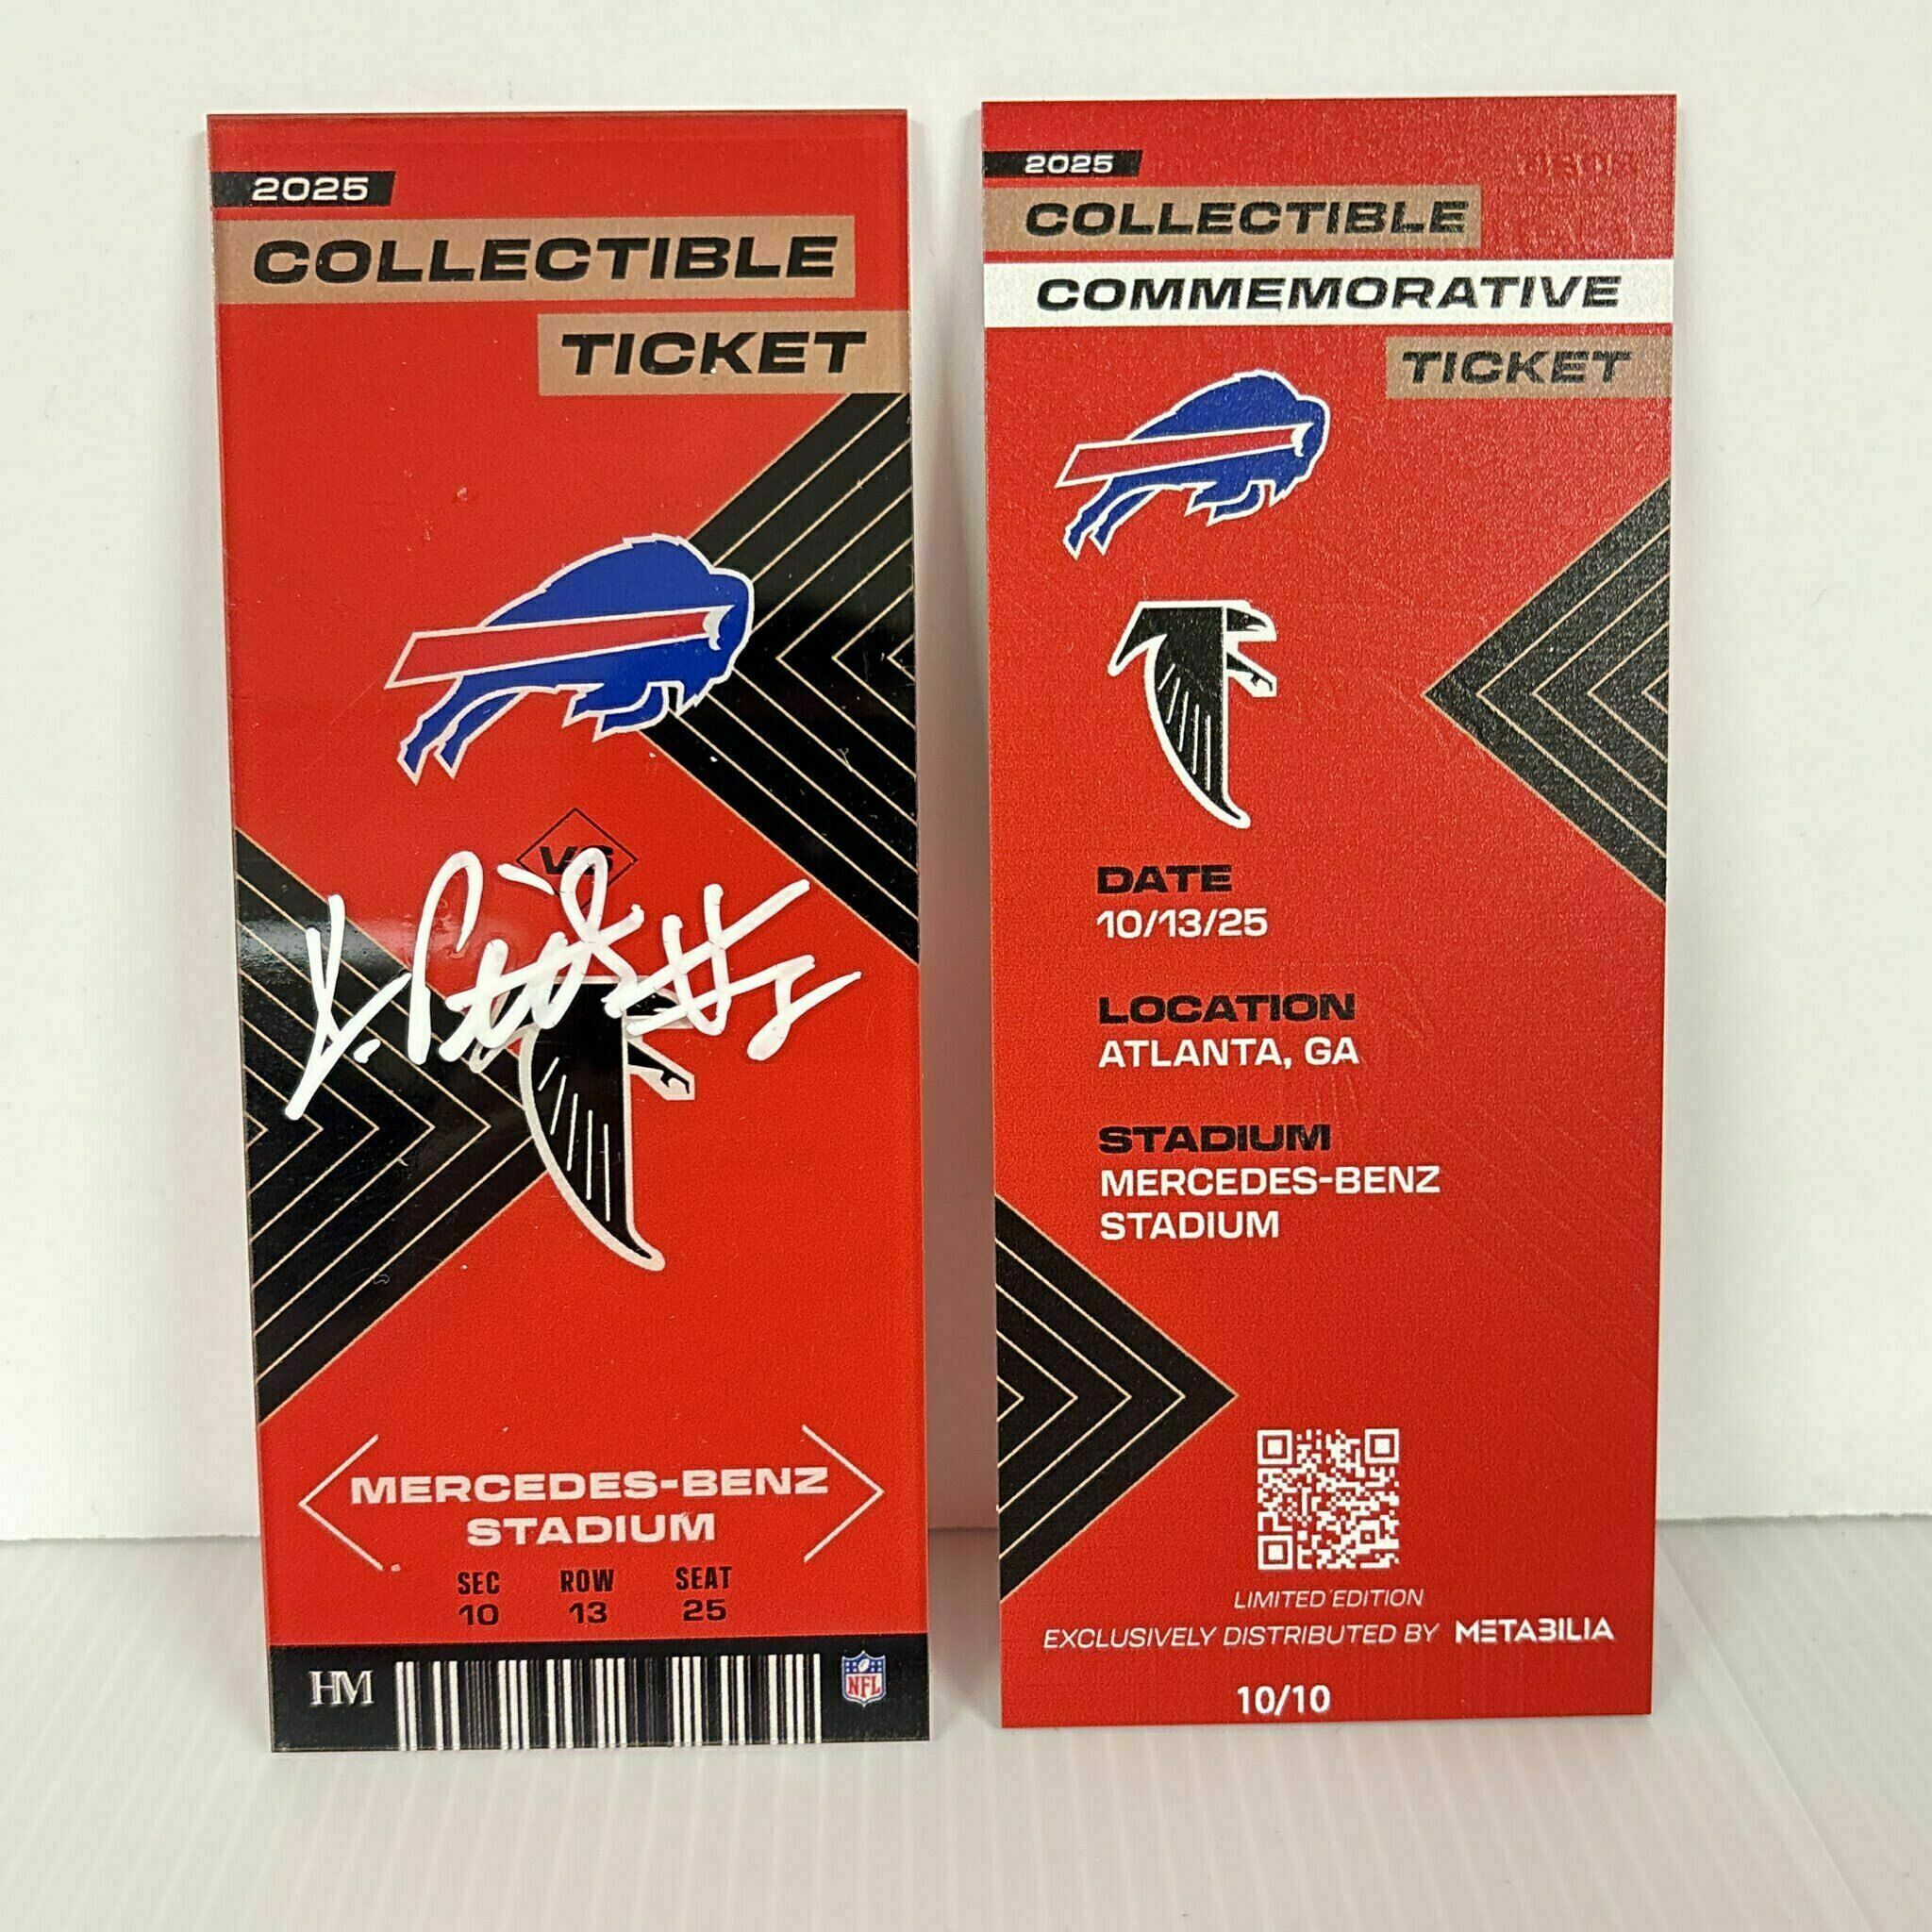 2025
COLLECTIBLE
TICKET
VS
K. Pitts
MERCEDES-BENZ
STADIUM
SEC ROW SEAT
10 13 25
HM
NFL
2025
COLLECTIBLE
COMMEMORATIVE
TICKET
DATE
10/13/25
LOCATION
ATLANTA, GA
STADIUM
MERCEDES-BENZ
STADIUM
LIMITED EDITION
EXCLUSIVELY DISTRIBUTED BY METABILIA
10/10